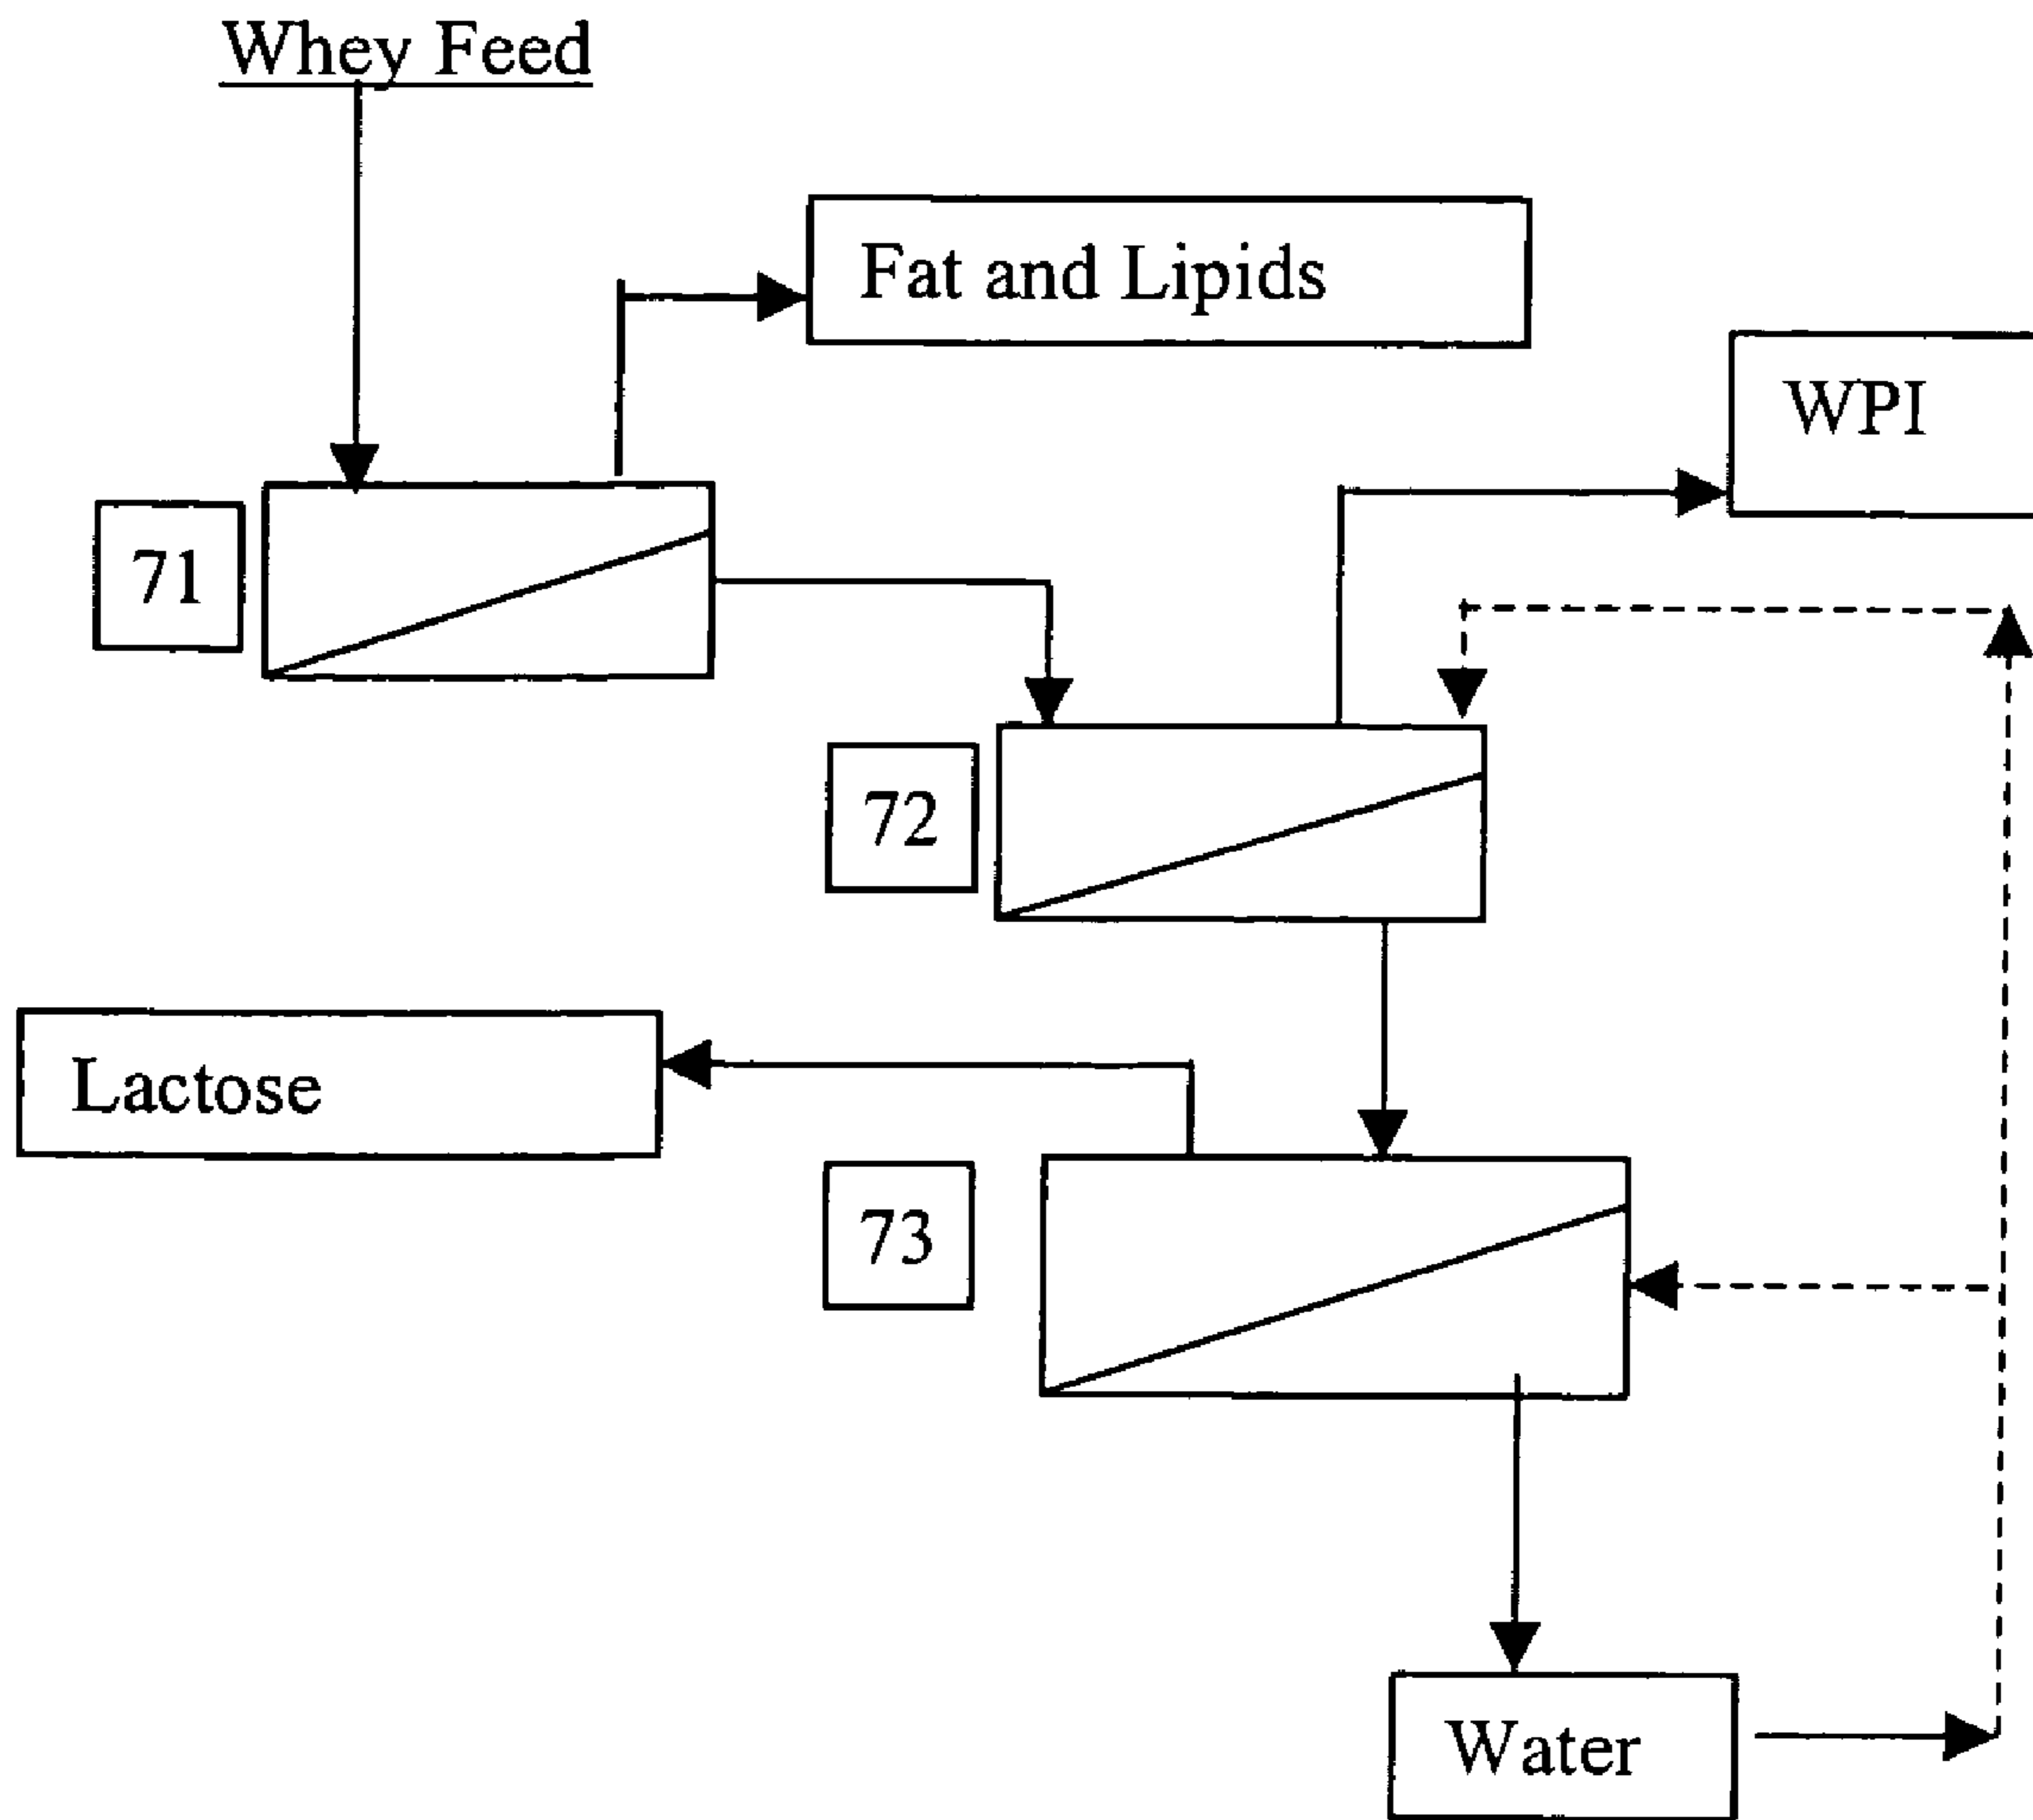 Whey Feed
Fat and Lipids
WPI
71
72
Lactose
73
Water